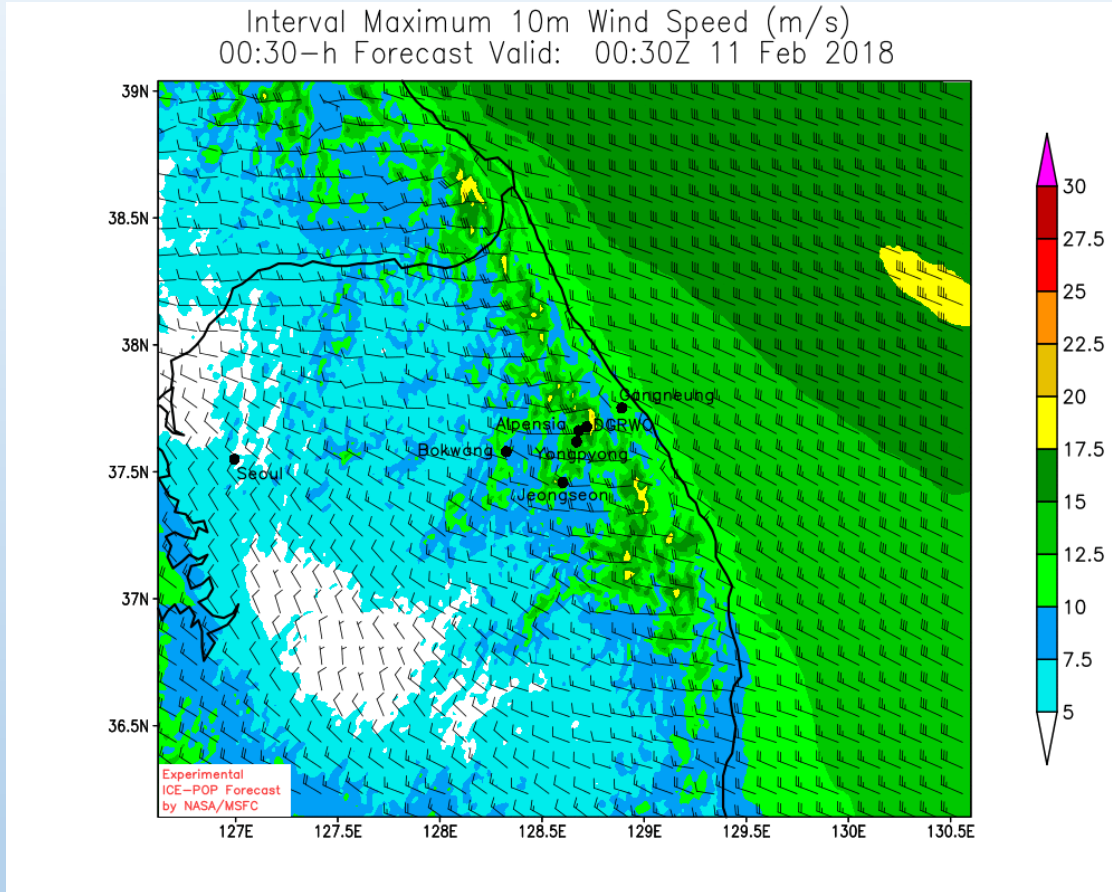 Interval Maximum 10m Wind Speed (m/s)
00:30-h Forecast Valid: 00:30Z 11 Feb 2018
39N
38.5N
38N
37.5N
37N
36.5N
127E 127.5E 128E 128.5E 129E 129.5E 130E 130.5E
Gangneung
Alpensia DGRWO
Bokwang Yongpyong
Seoul
Jeongseon
Experimental
ICE-POP Forecast
by NASA/MSFC
30
27.5
25
22.5
20
17.5
15
12.5
10
7.5
5